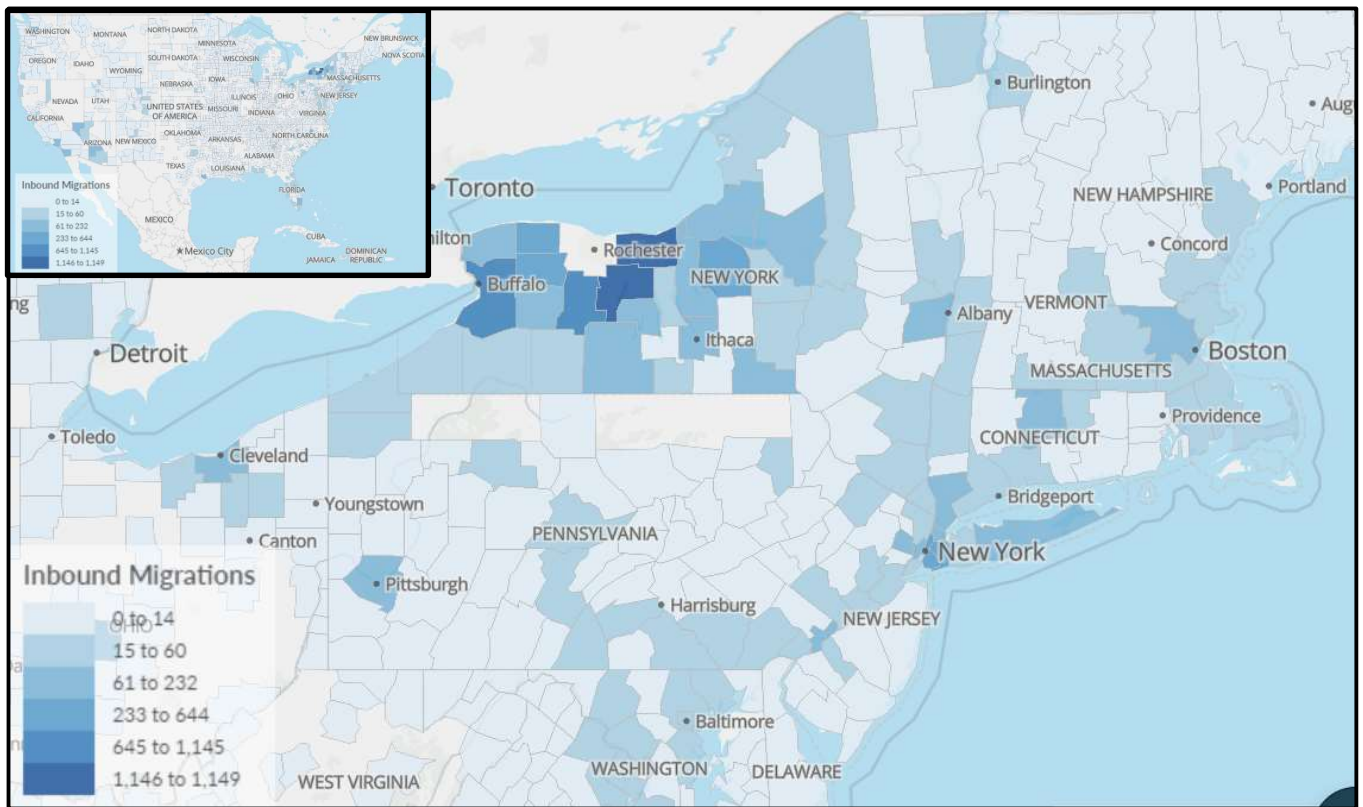 WASHINGTON
MONTANA
NORTH DAKOTA
MINNESOTA
NEW BRUNSWICK
NOVA SCOTIA
OREGON
IDAHO
WYOMING
SOUTH DAKOTA
WISCONSIN
MASSACHUSETTS
NEBRASKA
IOWA
NEVADA
UTAH
ILLINOIS
OHIO
NEW JERSEY
CALIFORNIA
UNITED STATES
OF AMERICA
MISSOURI
INDIANA
VIRGINIA
ARIZONA
NEW MEXICO
OKLAHOMA
ARKANSAS
NORTH CAROLINA
TEXAS
ALABAMA
LOUISIANA
FLORIDA
Inbound Migrations
0 to 14
15 to 60
61 to 232
233 to 644
645 to 1,145
1,146 to 1,149
MEXICO
Mexico City
CUBA
JAMAICA
DOMINICAN
REPUBLIC
Burlington
Aug
Toronto
NEW HAMPSHIRE
Portland
milton
Rochester
Concord
Buffalo
NEW YORK
ng
VERMONT
Albany
Detroit
Ithaca
Boston
MASSACHUSETTS
Providence
Toledo
Cleveland
CONNECTICUT
Youngstown
Bridgeport
Canton
PENNSYLVANIA
New York
Pittsburgh
Harrisburg
NEW JERSEY
Inbound Migrations
0 to 14
OHIO
15 to 60
61 to 232
233 to 644
645 to 1,145
1,146 to 1,149
Baltimore
WASHINGTON
DELAWARE
WEST VIRGINIA